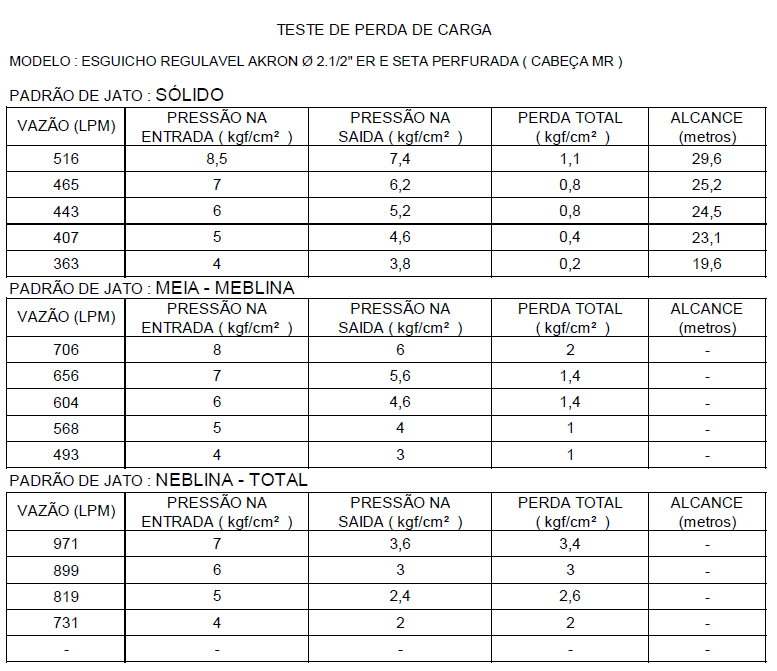 TESTE DE PERDA DE CARGA
MODELO : ESGUICHO REGULAVEL AKRON Ø 2.1/2" ER E SETA PERFURADA ( CABEÇA MR )
PADRÃO DE JATO : SÓLIDO
VAZÃO (LPM) PRESSÃO NA ENTRADA ( kgf/cm² ) PRESSÃO NA SAIDA ( kgf/cm² ) PERDA TOTAL ( kgf/cm² ) ALCANCE (metros)
516 8,5 7,4 1,1 29,6
465 7 6,2 0,8 25,2
443 6 5,2 0,8 24,5
407 5 4,6 0,4 23,1
363 4 3,8 0,2 19,6
PADRÃO DE JATO : MEIA - MEBLINA
VAZÃO (LPM) PRESSÃO NA ENTRADA ( kgf/cm² ) PRESSÃO NA SAIDA ( kgf/cm² ) PERDA TOTAL ( kgf/cm² ) ALCANCE (metros)
706 8 6 2 -
656 7 5,6 1,4 -
604 6 4,6 1,4 -
568 5 4 1 -
493 4 3 1 -
PADRÃO DE JATO : NEBLINA - TOTAL
VAZÃO (LPM) PRESSÃO NA ENTRADA ( kgf/cm² ) PRESSÃO NA SAIDA ( kgf/cm² ) PERDA TOTAL ( kgf/cm² ) ALCANCE (metros)
971 7 3,6 3,4 -
899 6 3 3 -
819 5 2,4 2,6 -
731 4 2 2 -
- - - - -